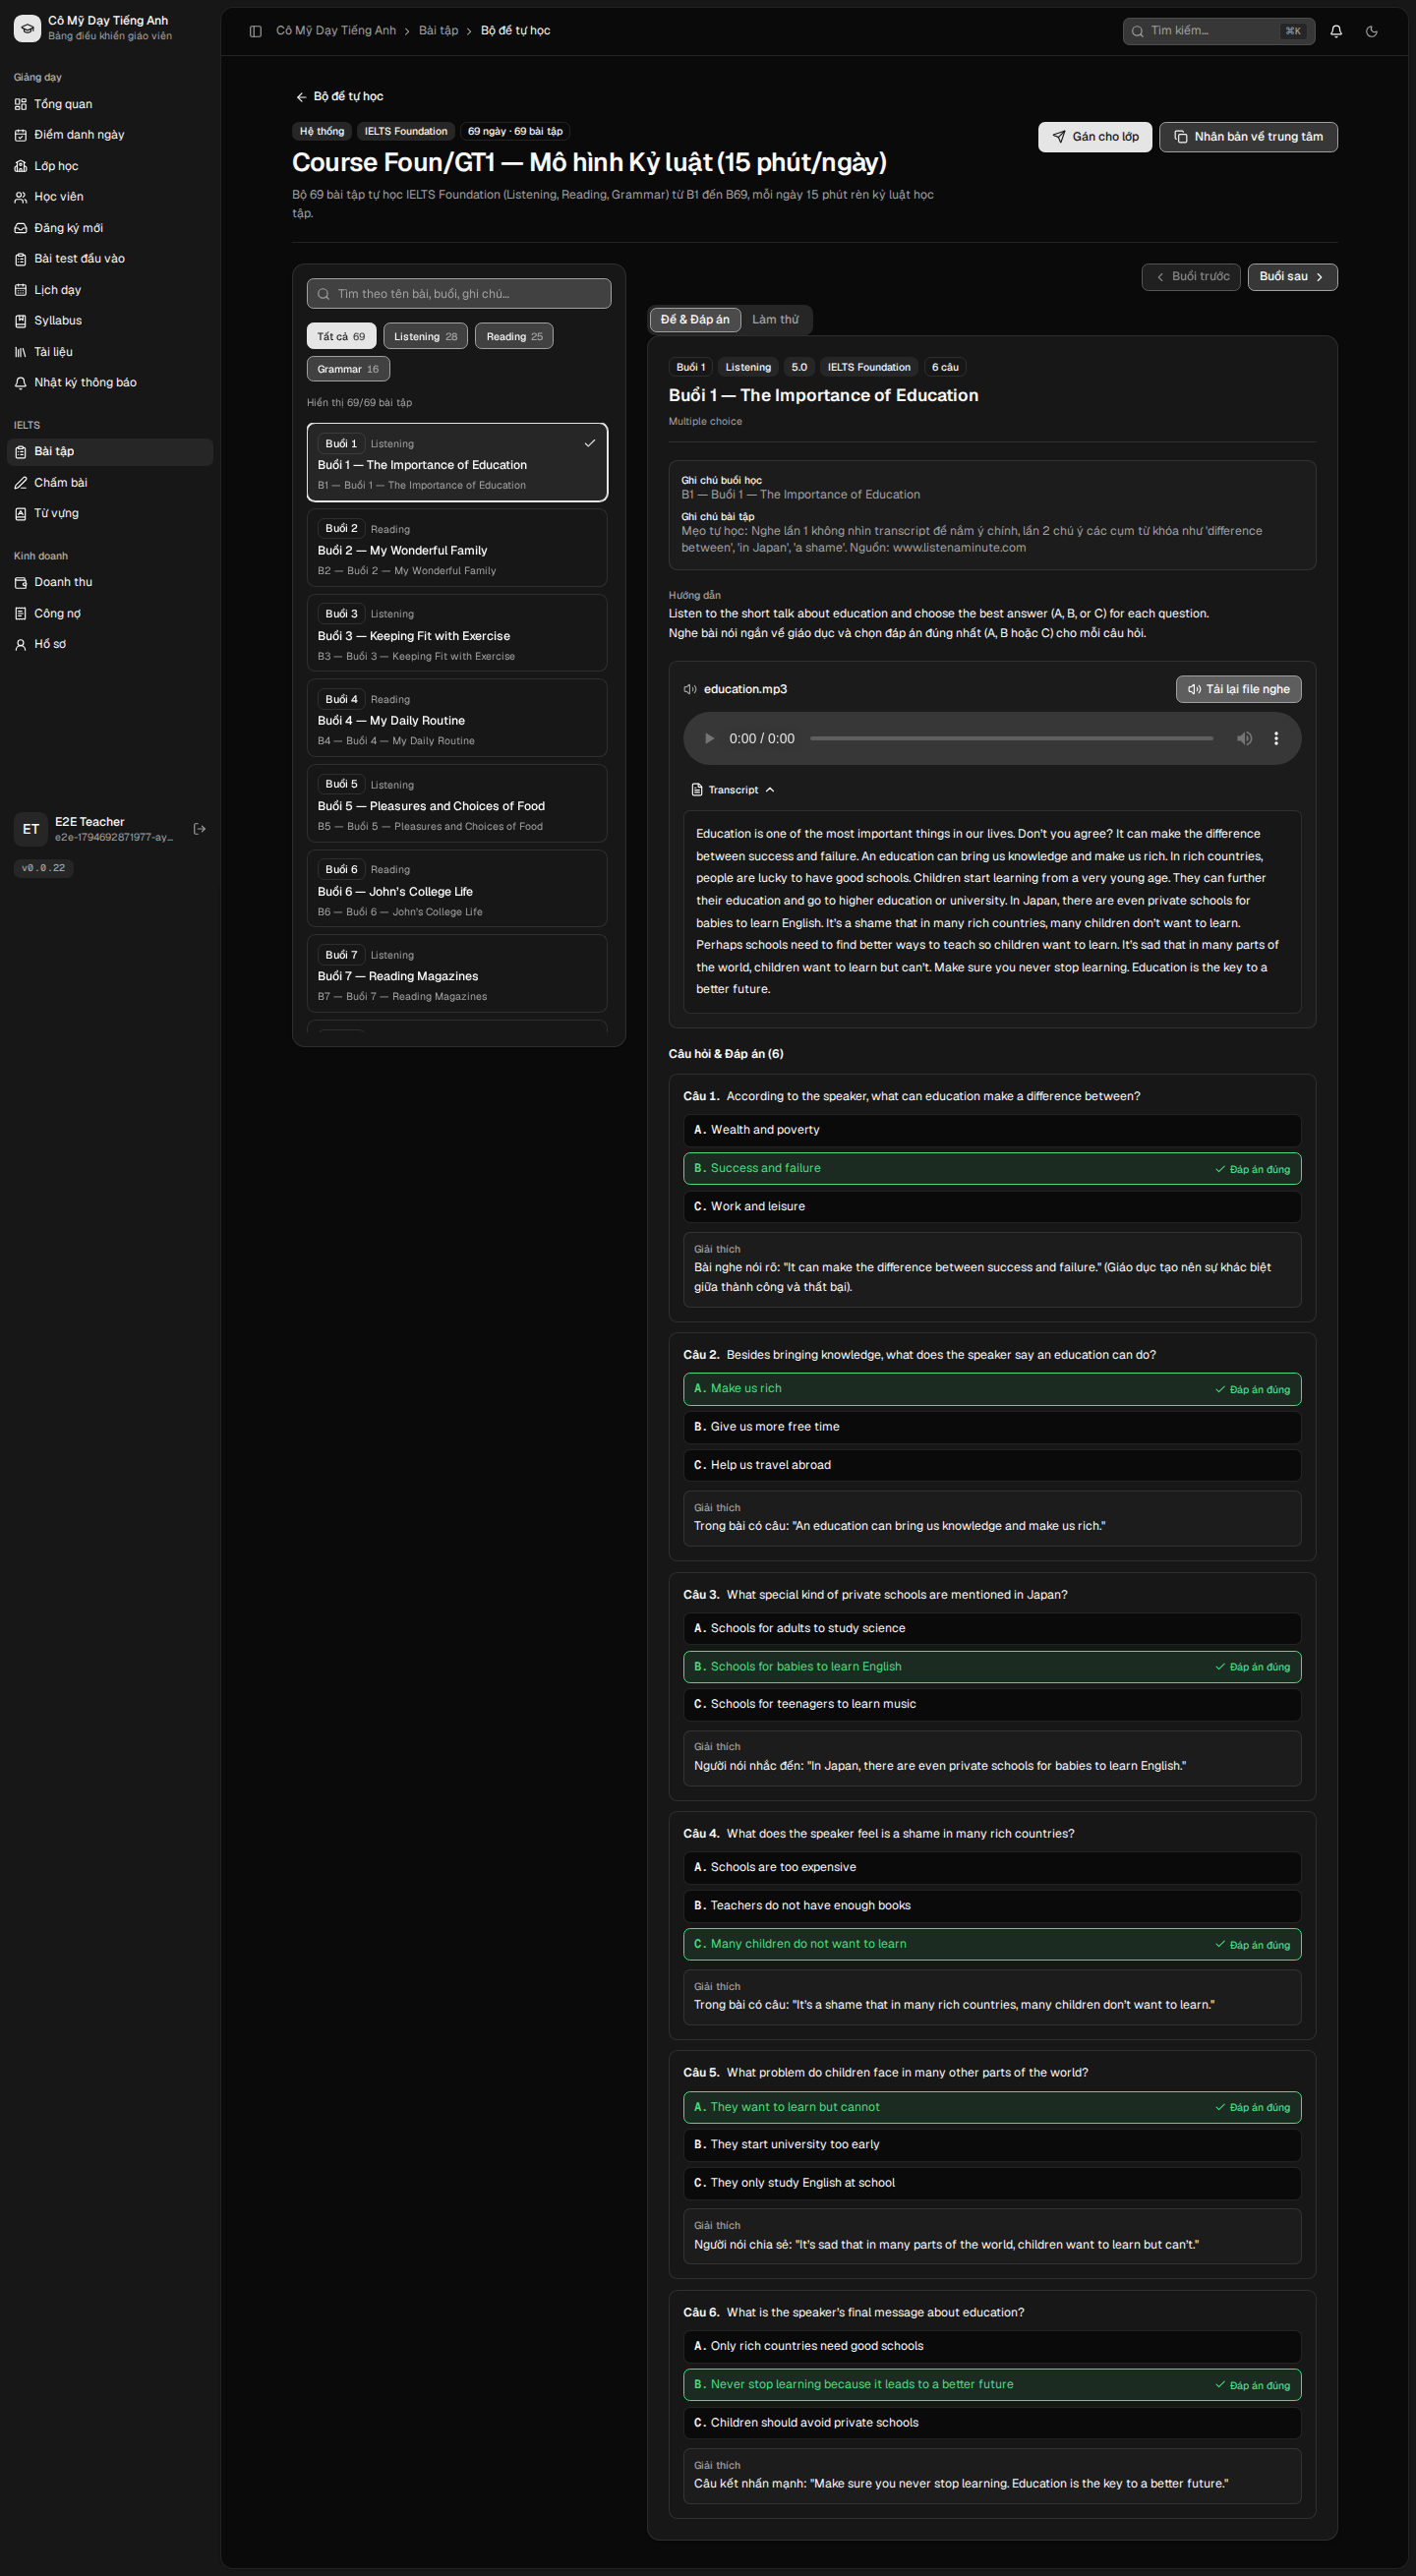 Cô Mỹ Dạy Tiếng Anh
Bảng điều khiển giáo viên
Giảng dạy
Tổng quan
Điểm danh ngày
Lớp học
Học viên
Đăng ký mới
Bài test đầu vào
Lịch dạy
Syllabus
Tài liệu
Nhật ký thông báo
IELTS
Bài tập
Chấm bài
Từ vựng
Kinh doanh
Doanh thu
Công nợ
Hồ sơ
ET
E2E Teacher
e2e-1794692871977-ay...
v0.0.22
Cô Mỹ Dạy Tiếng Anh > Bài tập > Bộ đề tự học
Tìm kiếm... ⌘K
← Bộ đề tự học
Hệ thống IELTS Foundation 69 ngày · 69 bài tập
Course Foun/GT1 — Mô hình Kỷ luật (15 phút/ngày)
Bộ 69 bài tập tự học IELTS Foundation (Listening, Reading, Grammar) từ B1 đến B69, mỗi ngày 15 phút rèn kỷ luật học
tập.
Gán cho lớp
Nhân bản về trung tâm
Tìm theo tên bài, buổi, ghi chú...
Tất cả 69 Listening 28 Reading 25
Grammar 16
Hiển thị 69/69 bài tập
Buổi 1 Listening
Buổi 1 — The Importance of Education
B1 — Buổi 1 — The Importance of Education
Buổi 2 Reading
Buổi 2 — My Wonderful Family
B2 — Buổi 2 — My Wonderful Family
Buổi 3 Listening
Buổi 3 — Keeping Fit with Exercise
B3 — Buổi 3 — Keeping Fit with Exercise
Buổi 4 Reading
Buổi 4 — My Daily Routine
B4 — Buổi 4 — My Daily Routine
Buổi 5 Listening
Buổi 5 — Pleasures and Choices of Food
B5 — Buổi 5 — Pleasures and Choices of Food
Buổi 6 Reading
Buổi 6 — John's College Life
B6 — Buổi 6 — John's College Life
Buổi 7 Listening
Buổi 7 — Reading Magazines
B7 — Buổi 7 — Reading Magazines
Buổi trước
Buổi sau
Đề & Đáp án Làm thử
Buổi 1 Listening 5.0 IELTS Foundation 6 câu
Buổi 1 — The Importance of Education
Multiple choice
Ghi chú buổi học
B1 — Buổi 1 — The Importance of Education
Ghi chú bài tập
Mẹo tự học: Nghe lần 1 không nhìn transcript để nắm ý chính, lần 2 chú ý các cụm từ khóa như 'difference
between', 'in Japan', 'a shame'. Nguồn: www.listenaminute.com
Hướng dẫn
Listen to the short talk about education and choose the best answer (A, B, or C) for each question.
Nghe bài nói ngắn về giáo dục và chọn đáp án đúng nhất (A, B hoặc C) cho mỗi câu hỏi.
education.mp3
Tải lại file nghe
0:00 / 0:00
Transcript
Education is one of the most important things in our lives. Don't you agree? It can make the difference
between success and failure. An education can bring us knowledge and make us rich. In rich countries,
people are lucky to have good schools. Children start learning from a very young age. They can further
their education and go to higher education or university. In Japan, there are even private schools for
babies to learn English. It's a shame that in many rich countries, many children don't want to learn.
Perhaps schools need to find better ways to teach so children want to learn. It's sad that in many parts of
the world, children want to learn but can't. Make sure you never stop learning. Education is the key to a
better future.
Câu hỏi & Đáp án (6)
Câu 1. According to the speaker, what can education make a difference between?
A. Wealth and poverty
B. Success and failure Đáp án đúng
C. Work and leisure
Giải thích
Bài nghe nói rõ: "It can make the difference between success and failure." (Giáo dục tạo nên sự khác biệt
giữa thành công và thất bại).
Câu 2. Besides bringing knowledge, what does the speaker say an education can do?
A. Make us rich Đáp án đúng
B. Give us more free time
C. Help us travel abroad
Giải thích
Trong bài có câu: "An education can bring us knowledge and make us rich."
Câu 3. What special kind of private schools are mentioned in Japan?
A. Schools for adults to study science
B. Schools for babies to learn English Đáp án đúng
C. Schools for teenagers to learn music
Giải thích
Người nói nhắc đến: "In Japan, there are even private schools for babies to learn English."
Câu 4. What does the speaker feel is a shame in many rich countries?
A. Schools are too expensive
B. Teachers do not have enough books
C. Many children do not want to learn Đáp án đúng
Giải thích
Trong bài có câu: "It's a shame that in many rich countries, many children don't want to learn."
Câu 5. What problem do children face in many other parts of the world?
A. They want to learn but cannot Đáp án đúng
B. They start university too early
C. They only study English at school
Giải thích
Người nói chia sẻ: "It's sad that in many parts of the world, children want to learn but can't."
Câu 6. What is the speaker's final message about education?
A. Only rich countries need good schools
B. Never stop learning because it leads to a better future Đáp án đúng
C. Children should avoid private schools
Giải thích
Câu kết nhấn mạnh: "Make sure you never stop learning. Education is the key to a better future."